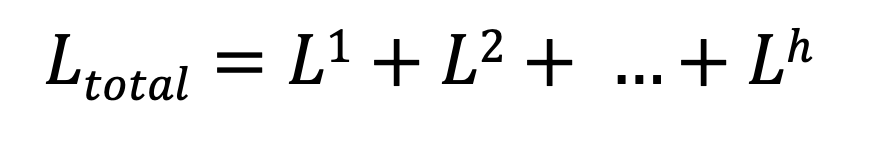 L_total = L^1 + L^2 + ... + L^h